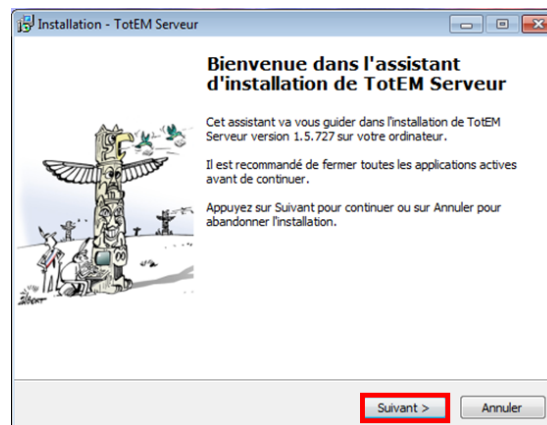 Installation - TotEM Serveur
Bienvenue dans l'assistant
d'installation de TotEM Serveur
Cet assistant va vous guider dans l'installation de TotEM
Serveur version 1.5.727 sur votre ordinateur.
Il est recommandé de fermer toutes les applications actives
avant de continuer.
Appuyez sur Suivant pour continuer ou sur Annuler pour
abandonner l'installation.
Suivant >
Annuler